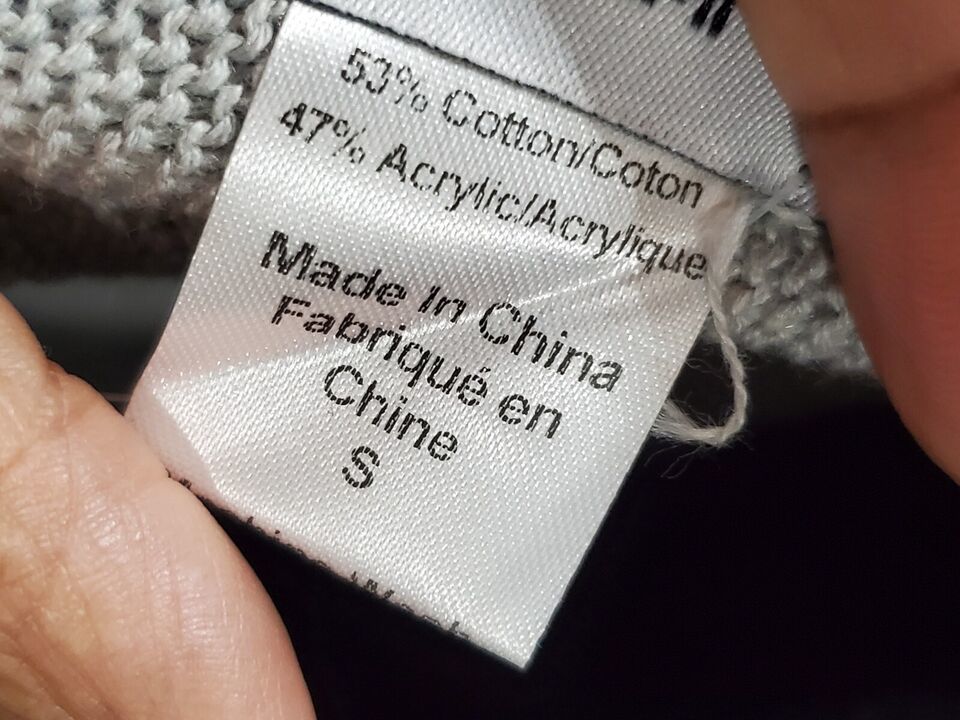 53% Cotton/Coton
47% Acrylic/Acrylique
Made In China
Fabriqué en
Chine
S